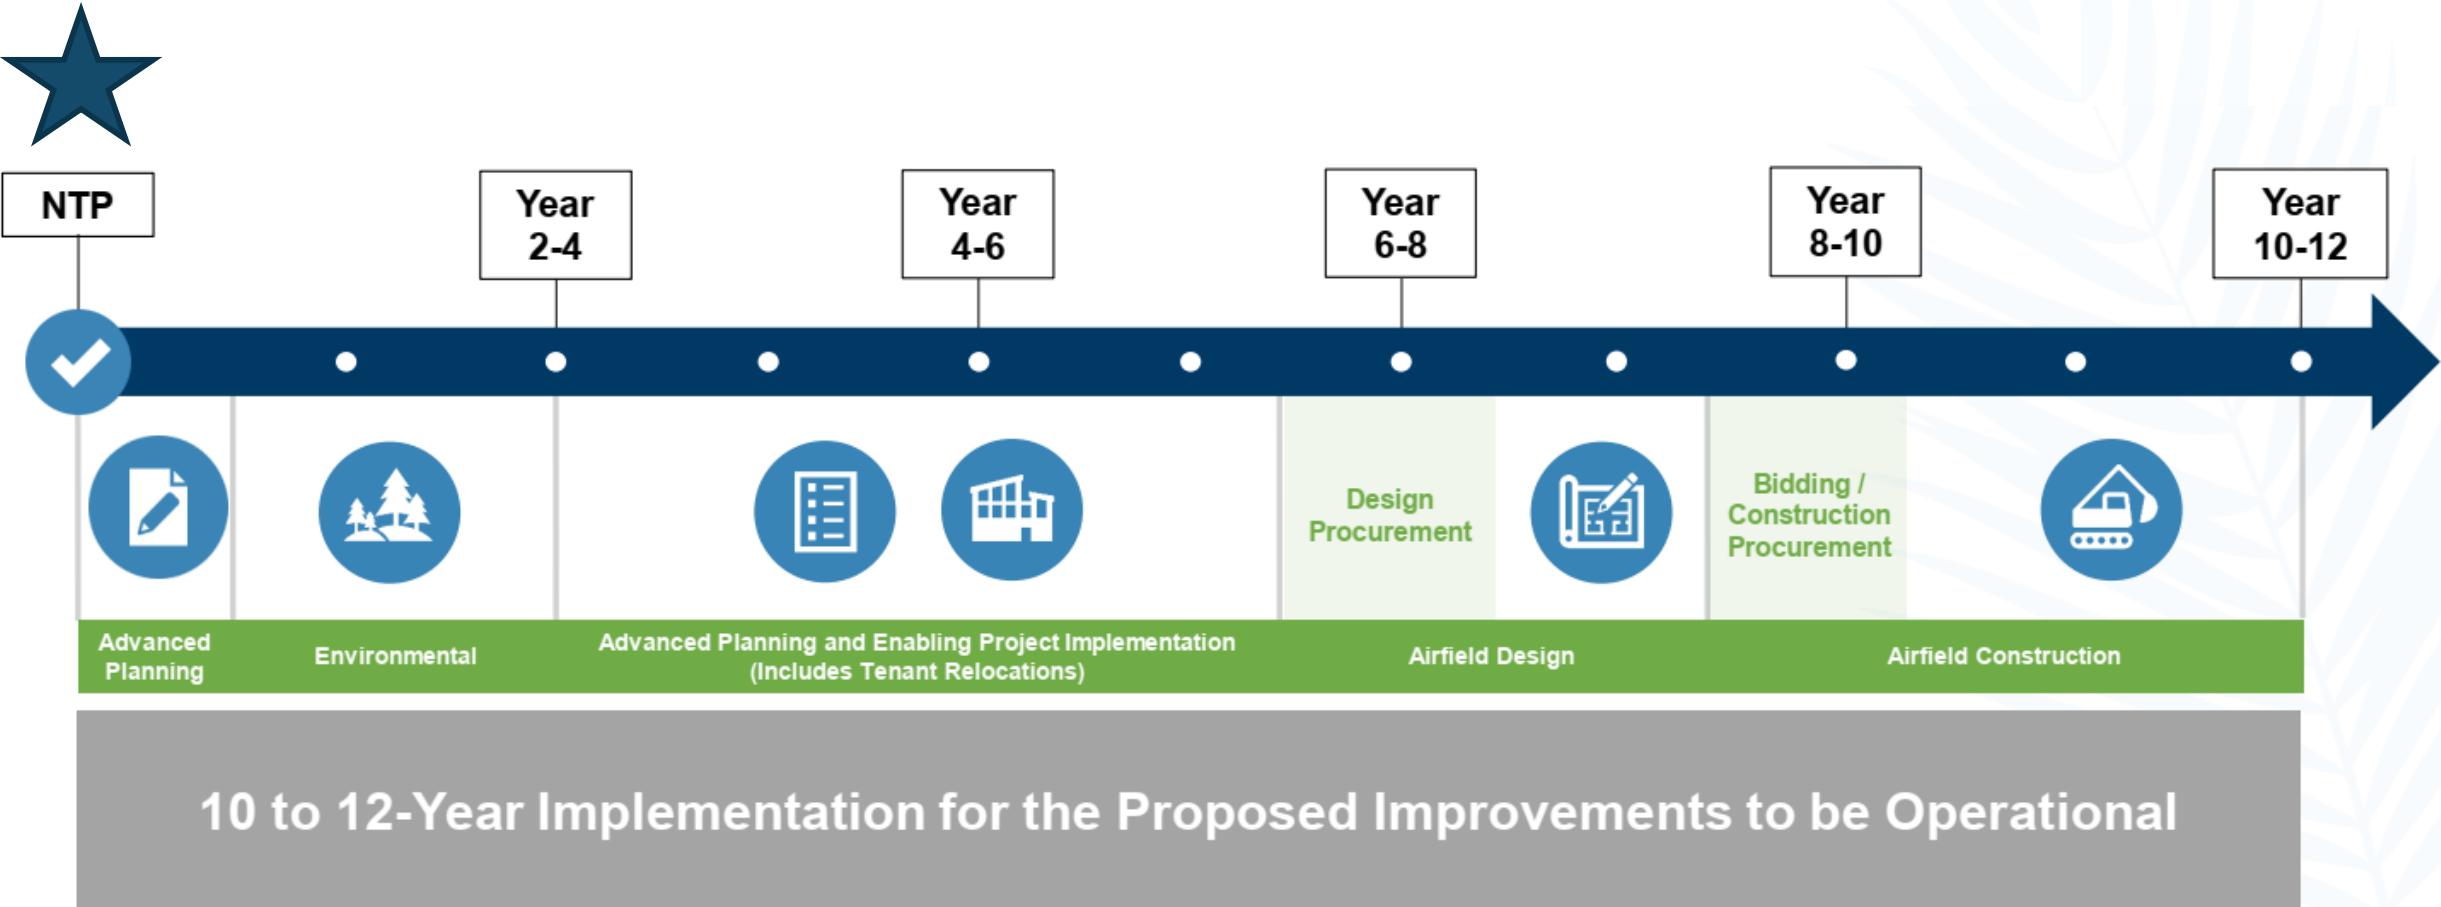 NTP
Year
2-4
Year
4-6
Year
6-8
Year
8-10
Year
10-12
Design
Procurement
Bidding /
Construction
Procurement
Advanced
Planning
Environmental
Advanced Planning and Enabling Project Implementation
(Includes Tenant Relocations)
Airfield Design
Airfield Construction
10 to 12-Year Implementation for the Proposed Improvements to be Operational